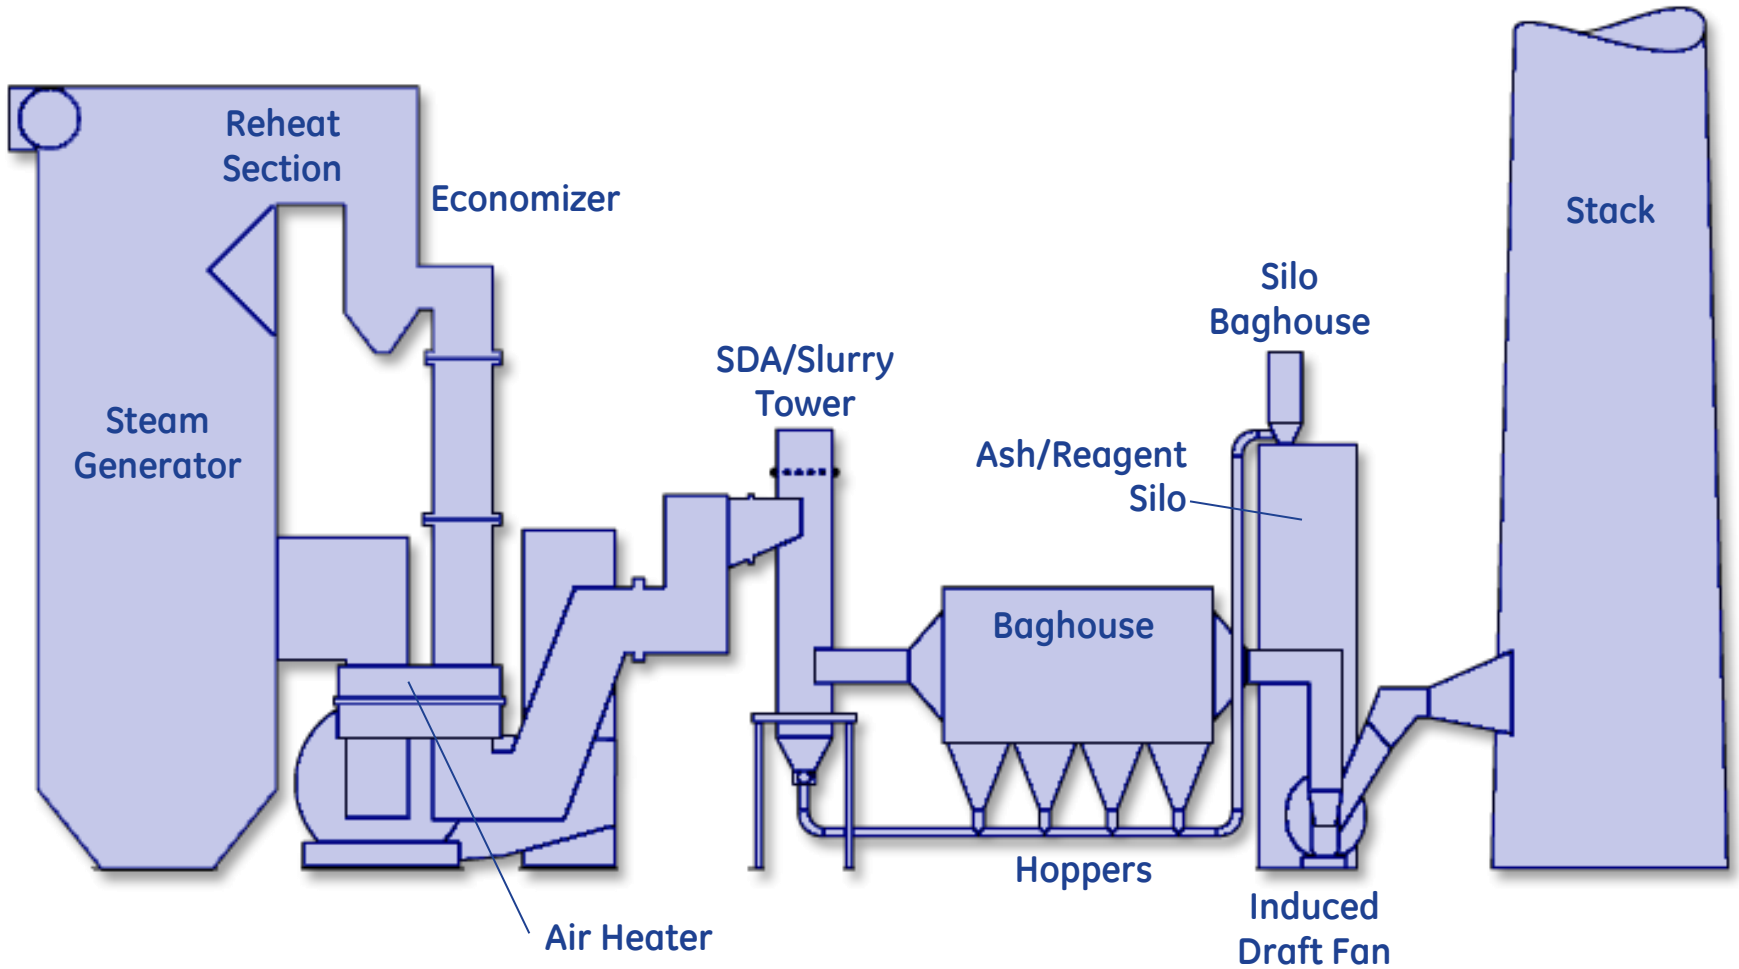 Reheat
Section
Economizer
Stack
Silo
Baghouse
SDA/Slurry
Tower
Steam
Generator
Ash/Reagent
Silo
Baghouse
Hoppers
Induced
Draft Fan
Air Heater